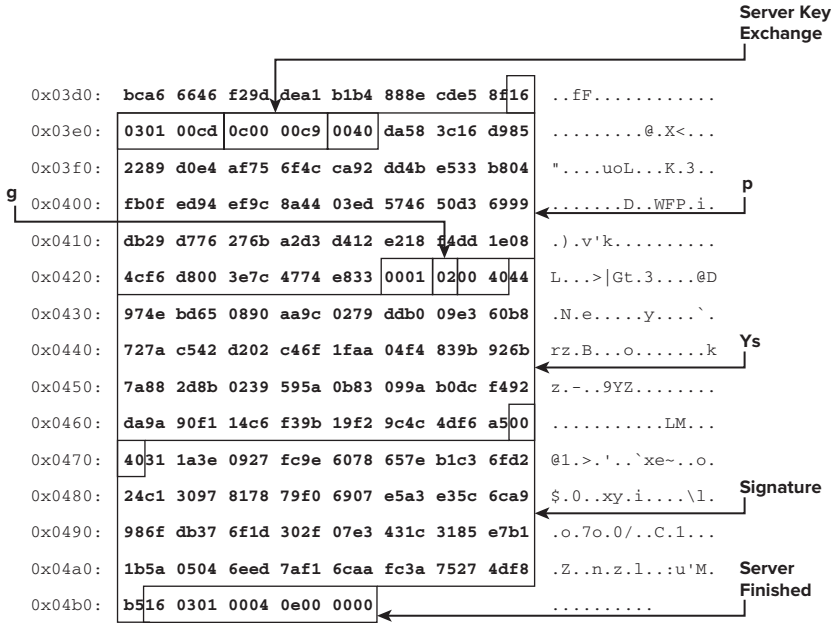 Server Key
Exchange
0x03d0: bca6 6646 f29d dea1 b1b4 888e cde5 8f16 ..fF............
0x03e0: 0301 00cd 0c00 00c9 0040 da58 3c16 d985 .........@.X<...
0x03f0: 2289 d0e4 af75 6f4c ca92 dd4b e533 b804 "....uoL...K.3..
g
0x0400: fb0f ed94 ef9c 8a44 03ed 5746 50d3 6999 .......D..WFP.i.
p
0x0410: db29 d776 276b a2d3 d412 e218 f4dd 1e08 .).v'k..........
0x0420: 4cf6 d800 3e7c 4774 e833 0001 0200 4044 L...>|Gt.3....@D
0x0430: 974e bd65 0890 aa9c 0279 ddb0 09e3 60b8 .N.e.....y....`.
0x0440: 727a c542 d202 c46f 1faa 04f4 839b 926b rz.B...o.......k
Ys
0x0450: 7a88 2d8b 0239 595a 0b83 099a b0dc f492 z.-..9YZ........
0x0460: da9a 90f1 14c6 f39b 19f2 9c4c 4df6 a500 ...........LM...
0x0470: 4031 1a3e 0927 fc9e 6078 657e b1c3 6fd2 @1.>.'..`xe~..o.
0x0480: 24c1 3097 8178 79f0 6907 e5a3 e35c 6ca9 $.0..xy.i....\l.
Signature
0x0490: 986f db37 6f1d 302f 07e3 431c 3185 e7b1 .o.7o.0/..C.1...
0x04a0: 1b5a 0504 6eed 7af1 6caa fc3a 7527 4df8 .Z..n.z.l..:u'M.
Server
Finished
0x04b0: b516 0301 0004 0e00 0000 ..........